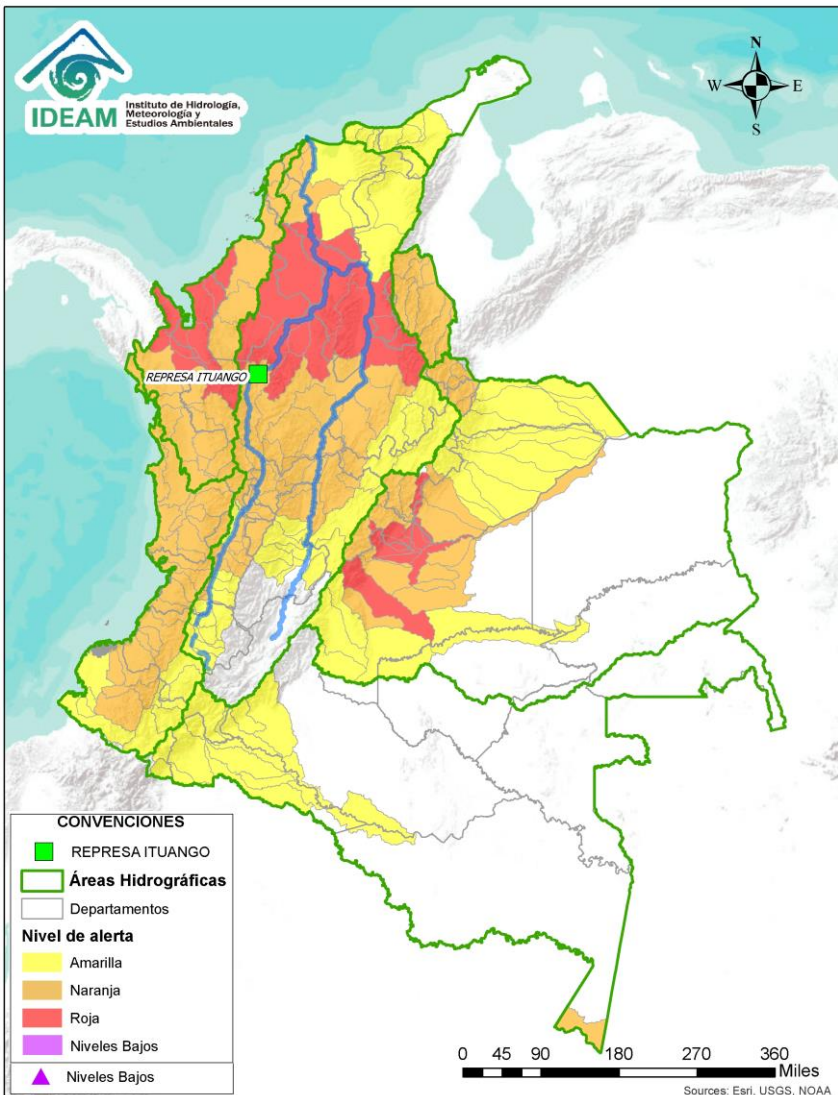 IDEAM
Instituto de Hidrología,
Meteorología y
Estudios Ambientales
N
W
E
S
REPRESA ITUANGO
CONVENCIONES
REPRESA ITUANGO
Áreas Hidrográficas
Departamentos
Nivel de alerta
Amarilla
Naranja
Roja
Niveles Bajos
Niveles Bajos
0 45 90 180 270 360
Miles
Sources: Esri, USGS, NOAA